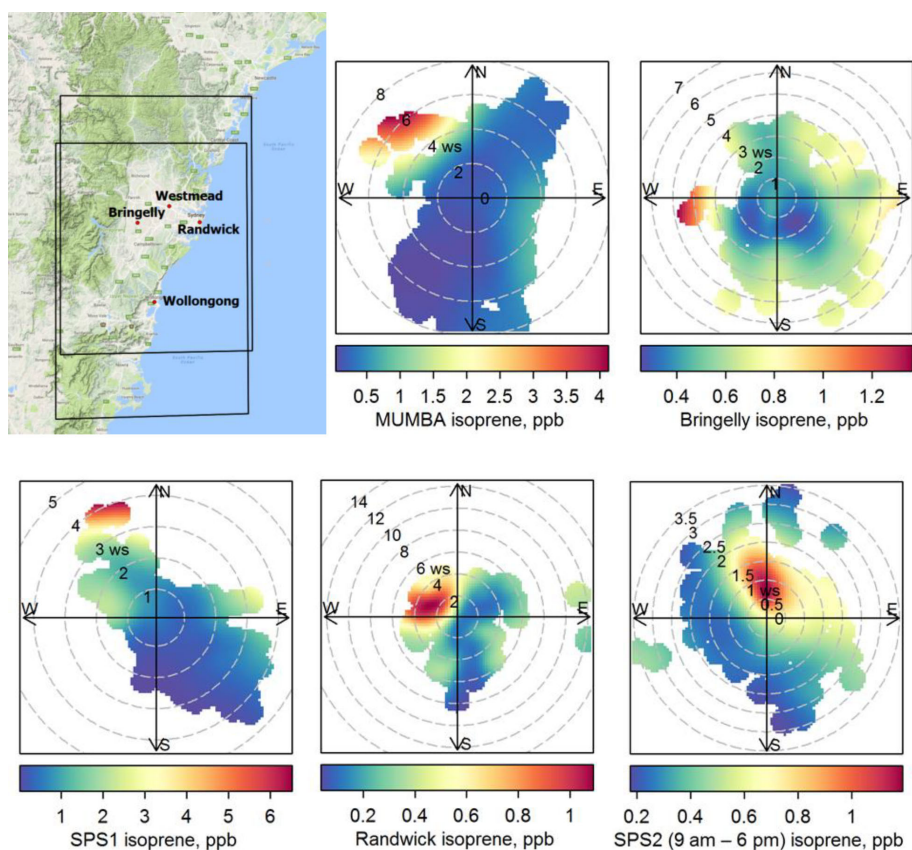 Westmead
Bringelly
Sydney
Randwick
Wollongong
N
8
6
4 ws
2
0
W
E
S
0.5 1 1.5 2 2.5 3 3.5 4
MUMBA isoprene, ppb
N
7
6
5
4
3 ws
2
1
W
E
S
0.4 0.6 0.8 1 1.2
Bringelly isoprene, ppb
N
5
4
3 ws
2
1
W
E
S
1 2 3 4 5 6
SPS1 isoprene, ppb
N
14
12
10
8
6 ws
4
2
W
E
S
0.2 0.4 0.6 0.8 1
Randwick isoprene, ppb
N
3.5
3
2.5
2
1.5
1 ws
0.5
0
W
E
S
0.2 0.4 0.6 0.8 1
SPS2 (9 am – 6 pm) isoprene, ppb